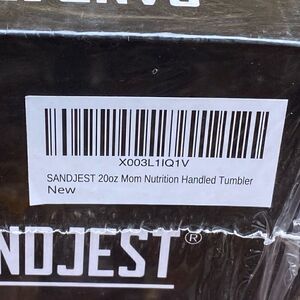 X003L1IQ1V
SANDJEST 20oz Mom Nutrition Handled Tumbler
New
NDJEST®